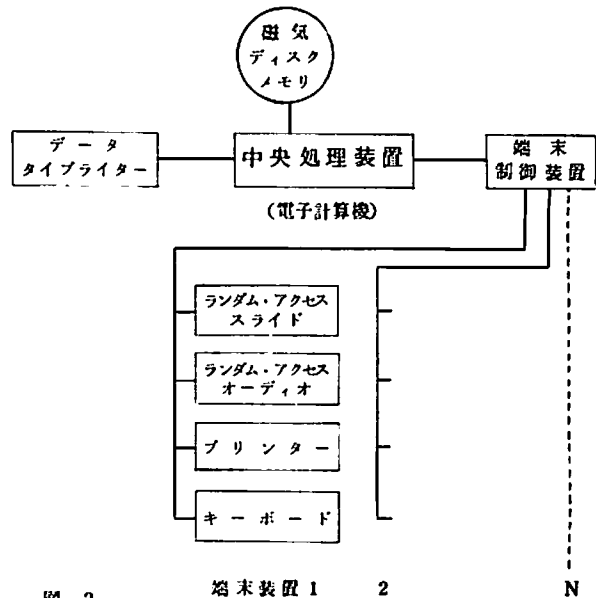 磁気
ディスク
メモリ
データ
タイプライター
中央処理装置
(電子計算機)
端末
制御装置
ランダム・アクセス
スライド
ランダム・アクセス
オーディオ
プリンター
キーボード
端末装置 1
2
N
図 2